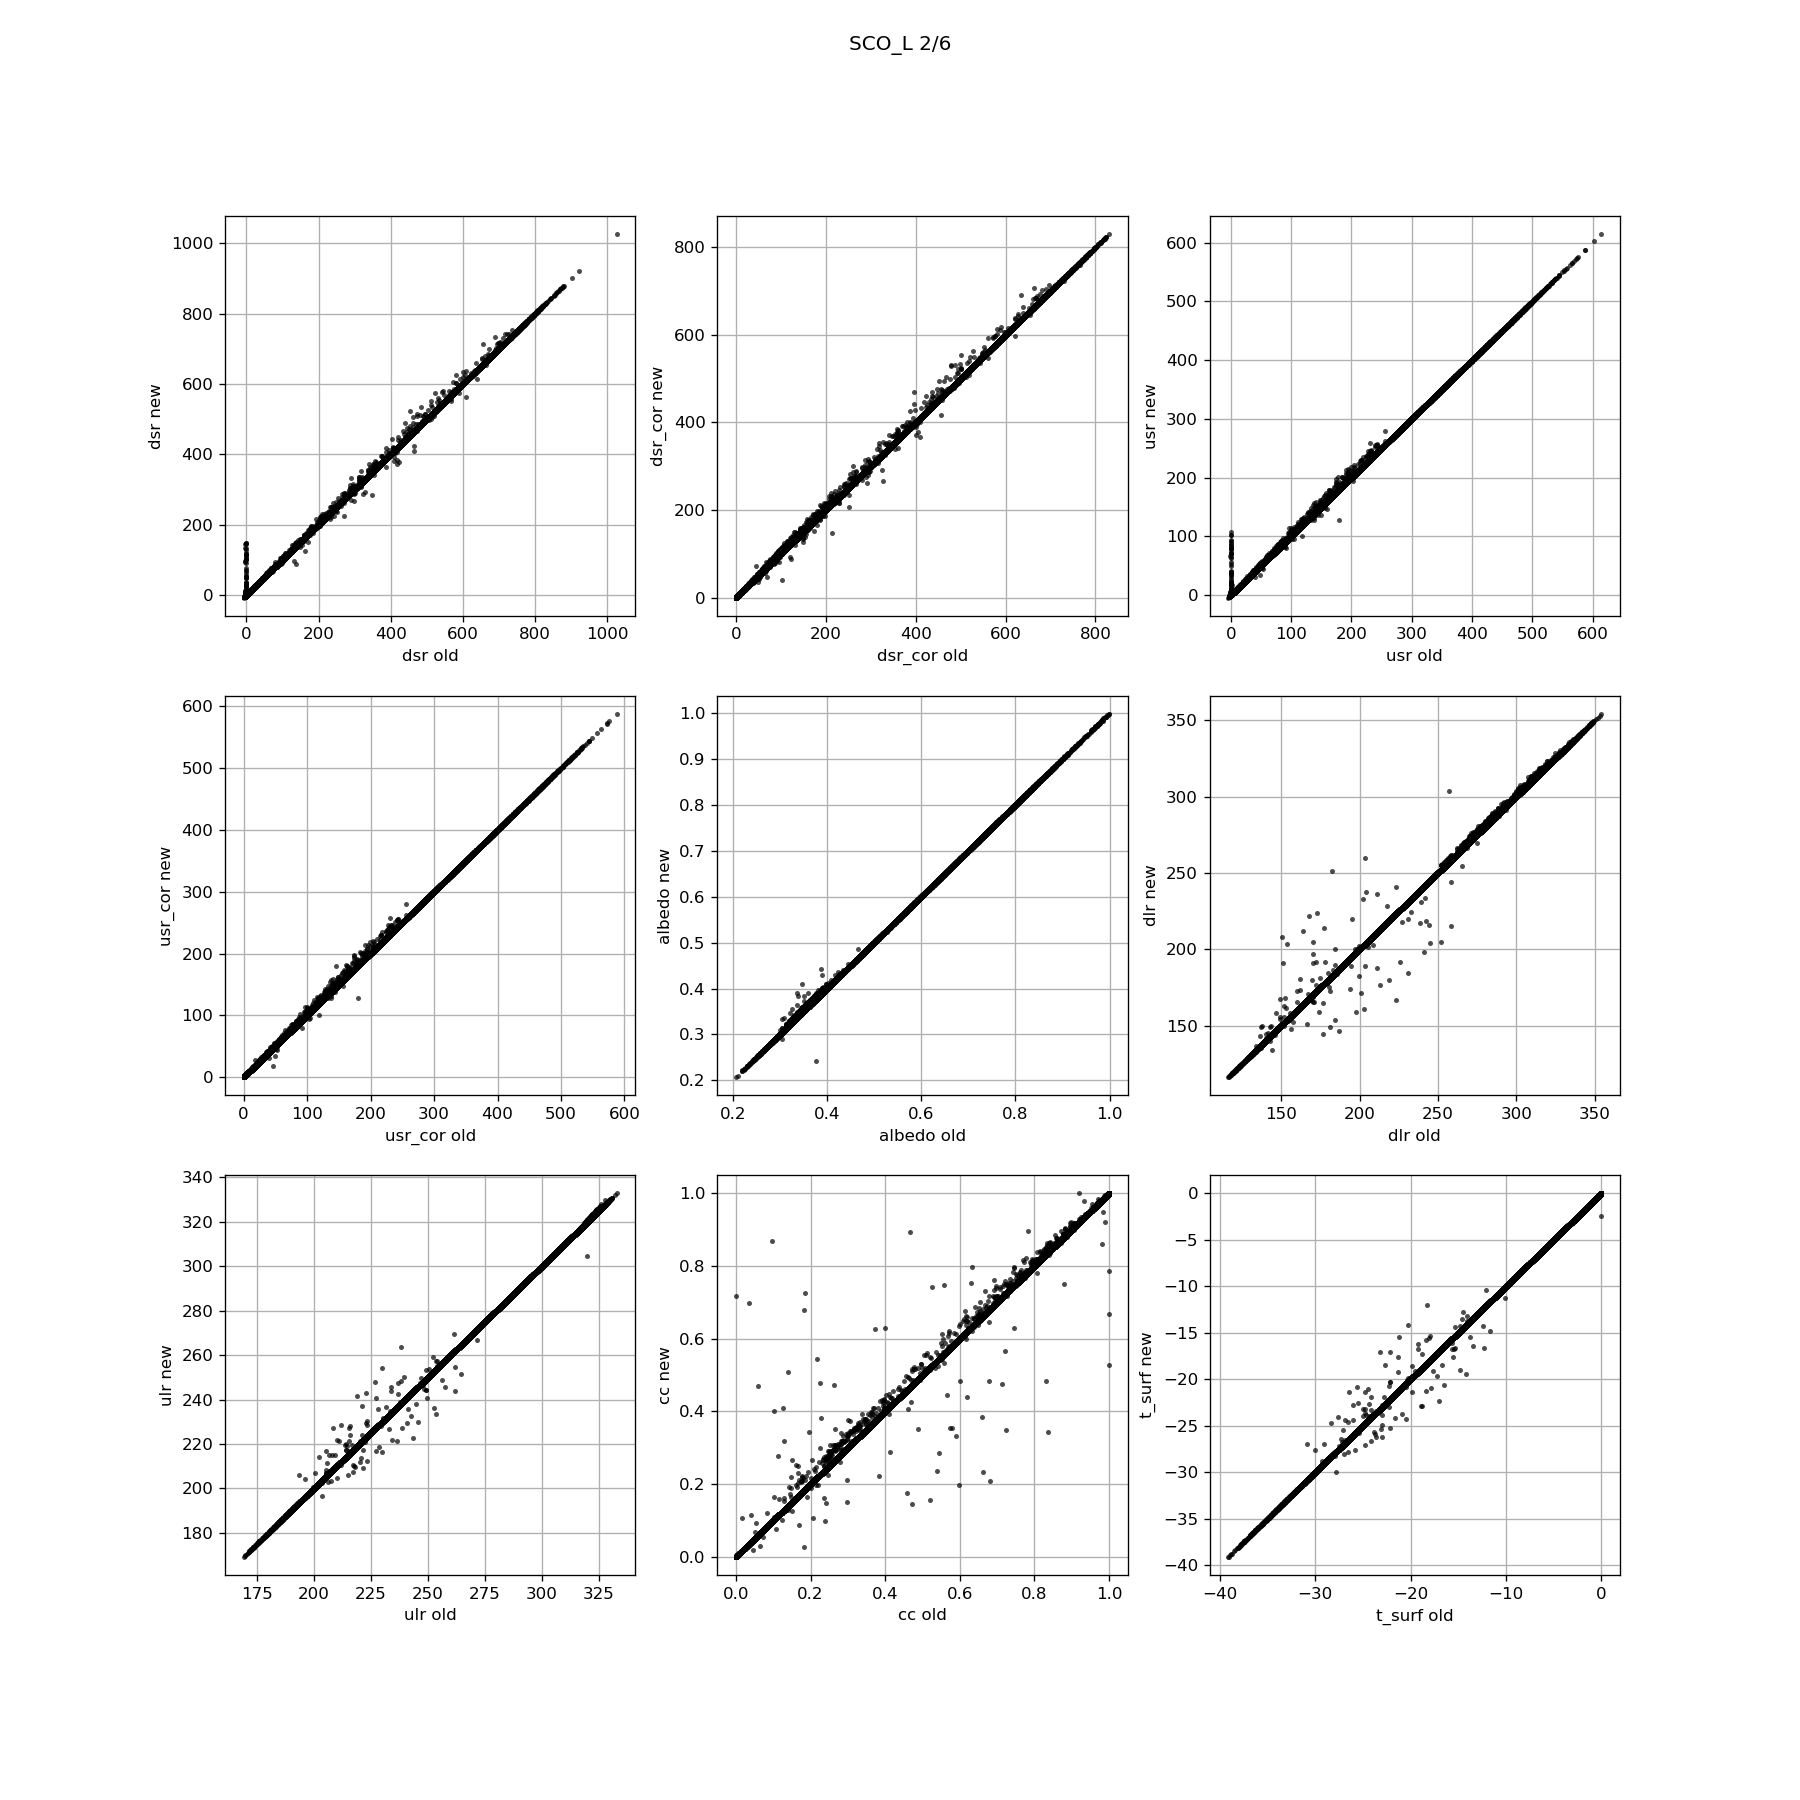 SCO_L 2/6
1000
800
600
400
200
0
dsr new
0 200 400 600 800 1000
dsr old
800
600
400
200
0
dsr_cor new
0 200 400 600 800
dsr_cor old
600
500
400
300
200
100
0
usr new
0 100 200 300 400 500 600
usr old
600
500
400
300
200
100
0
usr_cor new
0 100 200 300 400 500 600
usr_cor old
1.0
0.9
0.8
0.7
0.6
0.5
0.4
0.3
0.2
albedo new
0.2 0.4 0.6 0.8 1.0
albedo old
350
300
250
200
150
dlr new
150 200 250 300 350
dlr old
340
320
300
280
260
240
220
200
180
ulr new
175 200 225 250 275 300 325
ulr old
1.0
0.8
0.6
0.4
0.2
0.0
cc new
0.0 0.2 0.4 0.6 0.8 1.0
cc old
0
−5
−10
−15
−20
−25
−30
−35
−40
t_surf new
−40 −30 −20 −10 0
t_surf old